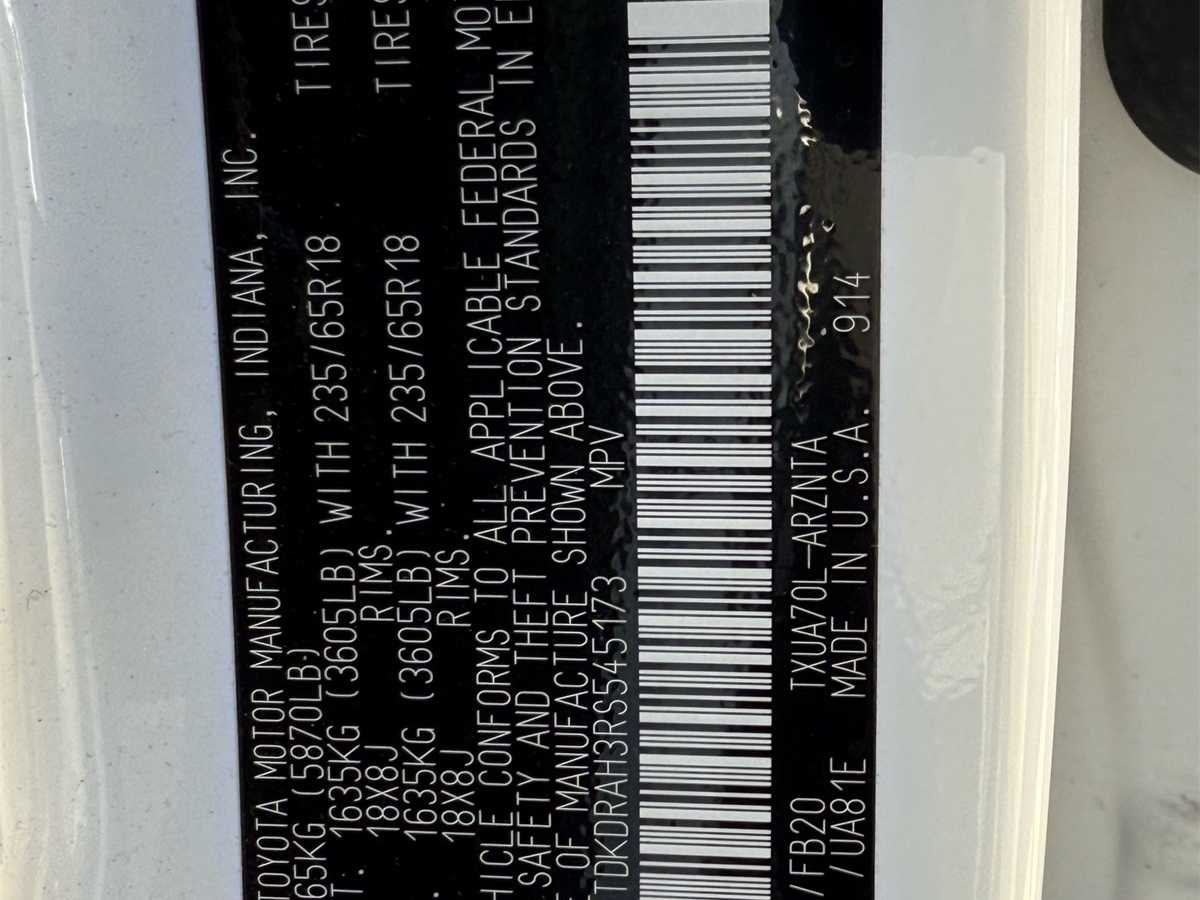 TOYOTA MOTOR MANUFACTURING, INDIANA, INC.
65KG (5870LB)
T. 1635KG (3605LB) WITH 235/65R18 TIRES
18X8J RIMS.
1635KG (3605LB) WITH 235/65R18 TIRES
18X8J RIMS.
HICLE CONFORMS TO ALL APPLICABLE FEDERAL MOT
SAFETY AND THEFT PREVENTION STANDARDS IN E
OF MANUFACTURE SHOWN ABOVE.
TDKDRAH3RS545173 MPV
/FB20 TXUA70L-ARZNTA
/UA81E MADE IN U.S.A. 914